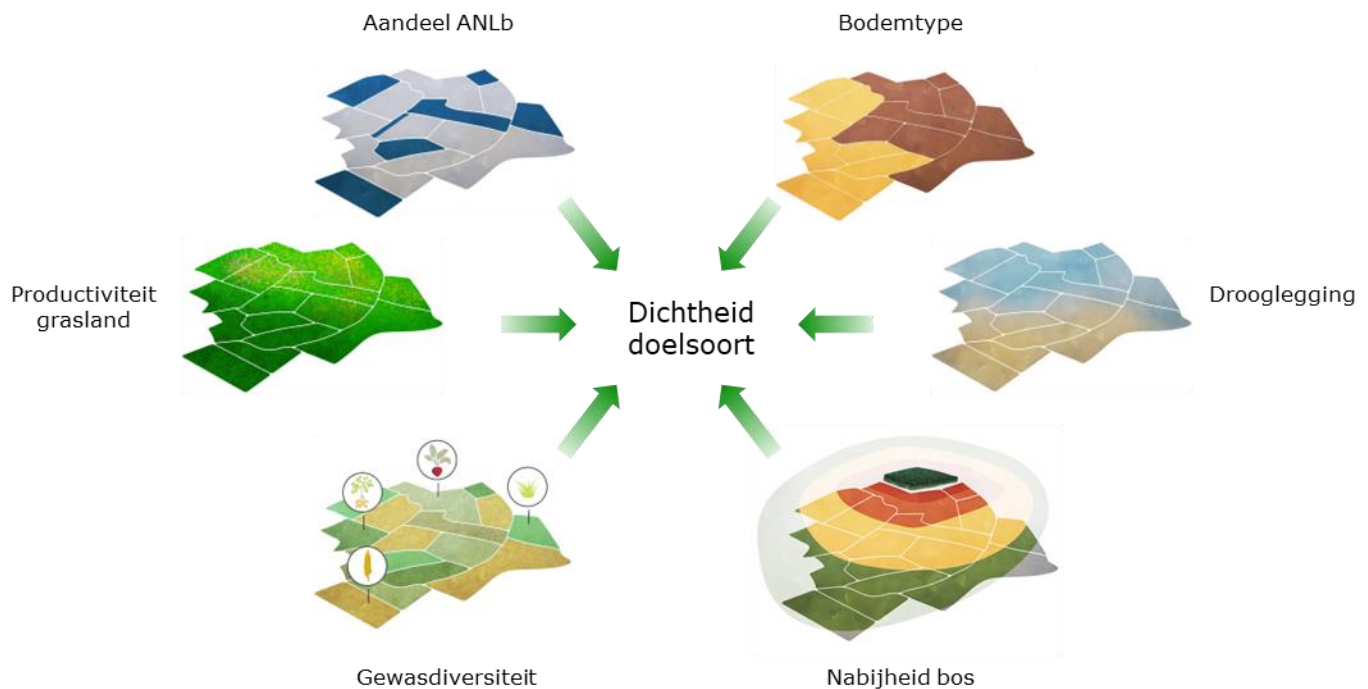 Aandeel ANLb
Bodemtype
Productiviteit
grasland
Dichtheid
doelsoort
Drooglegging
Gewasdiversiteit
Nabijheid bos